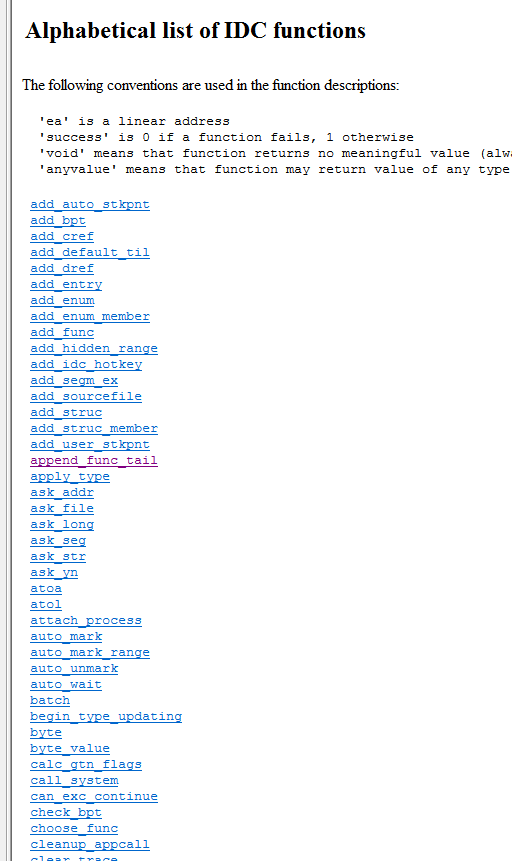 Alphabetical list of IDC functions
The following conventions are used in the function descriptions:
'ea' is a linear address
'success' is 0 if a function fails, 1 otherwise
'void' means that function returns no meaningful value (alw
'anyvalue' means that function may return value of any type
add_auto_stkpnt
add_bpt
add_cref
add_default_til
add_dref
add_entry
add_enum
add_enum_member
add_func
add_hidden_range
add_idc_hotkey
add_segm_ex
add_sourcefile
add_struc
add_struc_member
add_user_stkpnt
append_func_tail
apply_type
ask_addr
ask_file
ask_long
ask_seg
ask_str
ask_yn
atoa
atol
attach_process
auto_mark
auto_mark_range
auto_unmark
auto_wait
batch
begin_type_updating
byte
byte_value
calc_gtn_flags
call_system
can_exc_continue
check_bpt
choose_func
cleanup_appcall
clear_trace